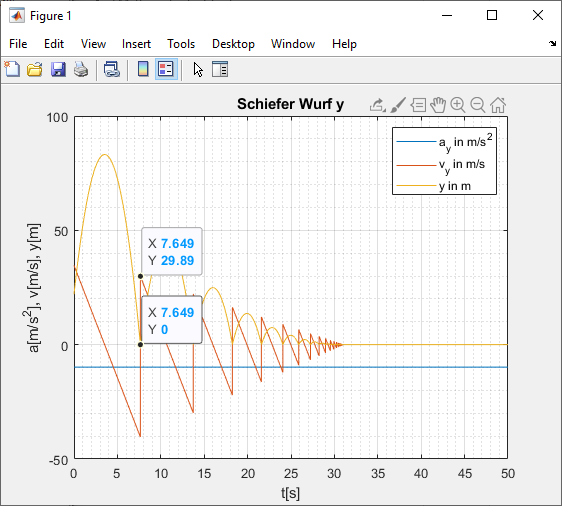 Figure 1
File Edit View Insert Tools Desktop Window Help
Schiefer Wurf y
a_y in m/s²
v_y in m/s
y in m
100
50
0
-50
a[m/s²], v[m/s], y[m]
X 7.649
Y 29.89
X 7.649
Y 0
0 5 10 15 20 25 30 35 40 45 50
t[s]